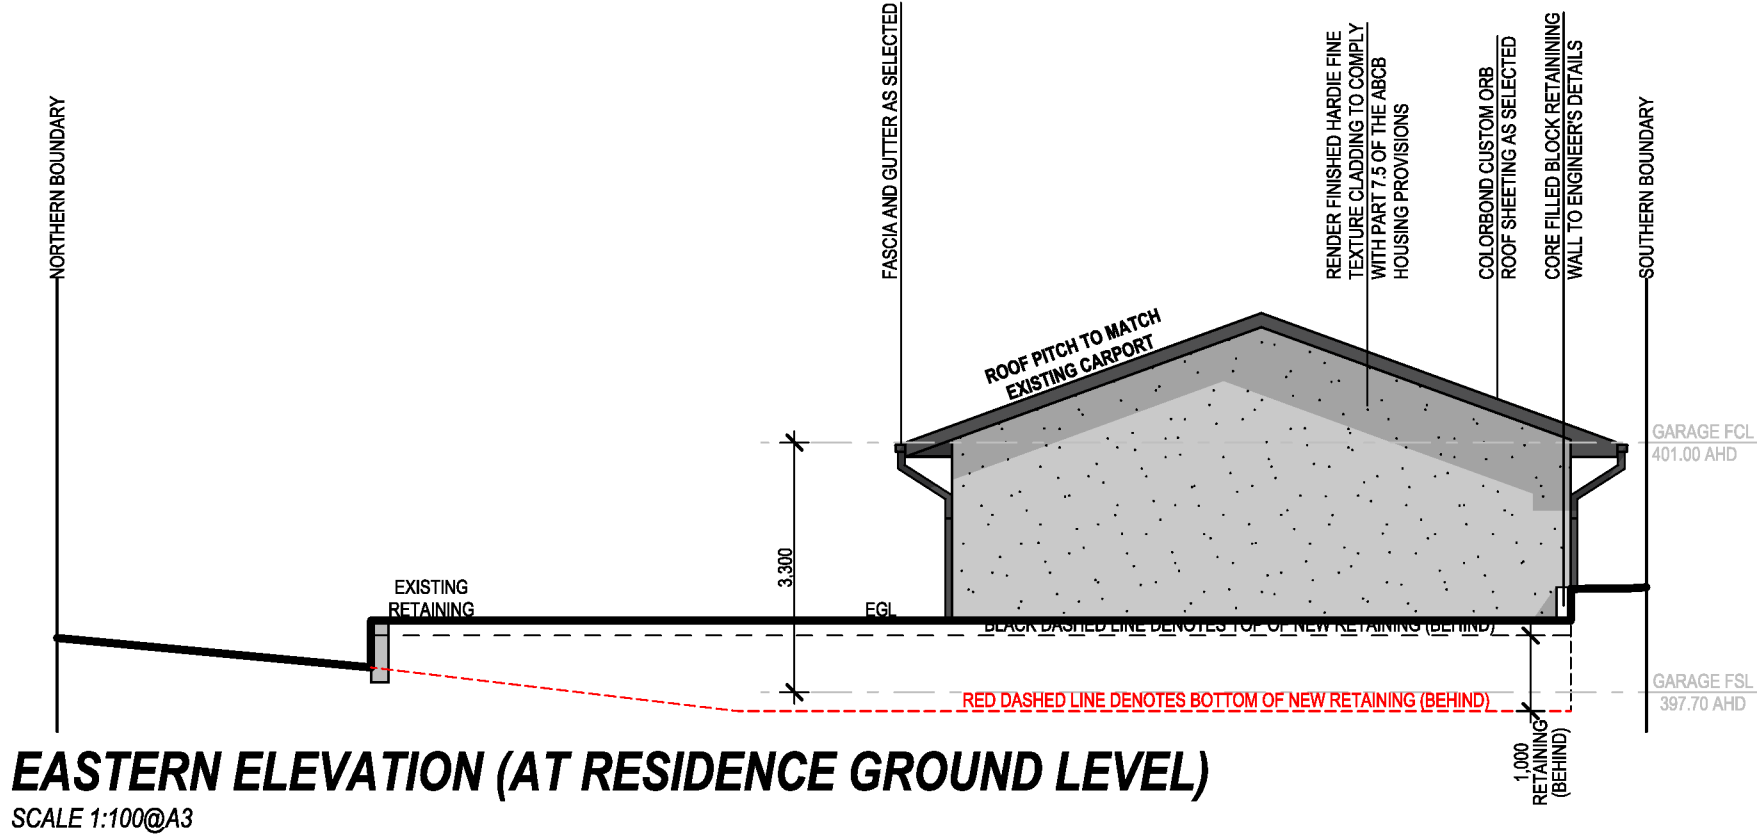 NORTHERN BOUNDARY
FASCIA AND GUTTER AS SELECTED
RENDER FINISHED HARDIE FINE
TEXTURE CLADDING TO COMPLY
WITH PART 7.5 OF THE ABCB
HOUSING PROVISIONS
COLORBOND CUSTOM ORB
ROOF SHEETING AS SELECTED
CORE FILLED BLOCK RETAINING
WALL TO ENGINEER'S DETAILS
SOUTHERN BOUNDARY
ROOF PITCH TO MATCH
EXISTING CARPORT
GARAGE FCL
401.00 AHD
3,300
EXISTING
RETAINING
EGL
BLACK DASHED LINE DENOTES TOP OF NEW RETAINING (BEHIND)
RED DASHED LINE DENOTES BOTTOM OF NEW RETAINING (BEHIND)
GARAGE FSL
397.70 AHD
1,000
RETAINING
(BEHIND)
EASTERN ELEVATION (AT RESIDENCE GROUND LEVEL)
SCALE 1:100@A3